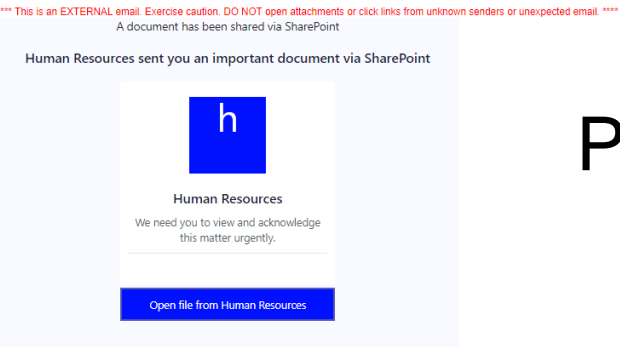 *** This is an EXTERNAL email. Exercise caution. DO NOT open attachments or click links from unknown senders or unexpected email. ****
A document has been shared via SharePoint
Human Resources sent you an important document via SharePoint
h
P
Human Resources
We need you to view and acknowledge
this matter urgently.
Open file from Human Resources